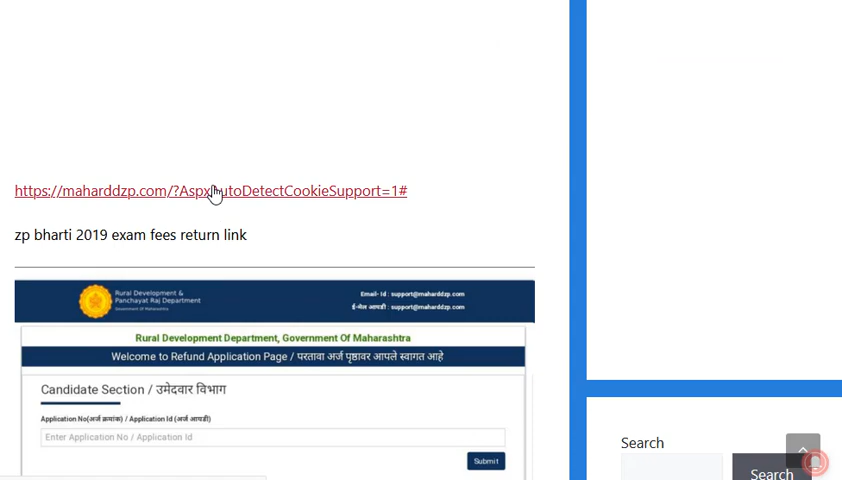 https://maharddzp.com/?AspxAutoDetectCookieSupport=1#
zp bharti 2019 exam fees return link
Rural Development &
Panchayat Raj Department
Government Of Maharashtra
Email- Id : support@maharddzp.com
ई-मेल आयडी : support@maharddzp.com
Rural Development Department, Government Of Maharashtra
Welcome to Refund Application Page / परतावा अर्ज पृष्ठावर आपले स्वागत आहे
Candidate Section / उमेदवार विभाग
Application No(अर्ज क्रमांक) / Application Id (अर्ज आयडी)
Enter Application No / Application Id
Submit
Search
Search